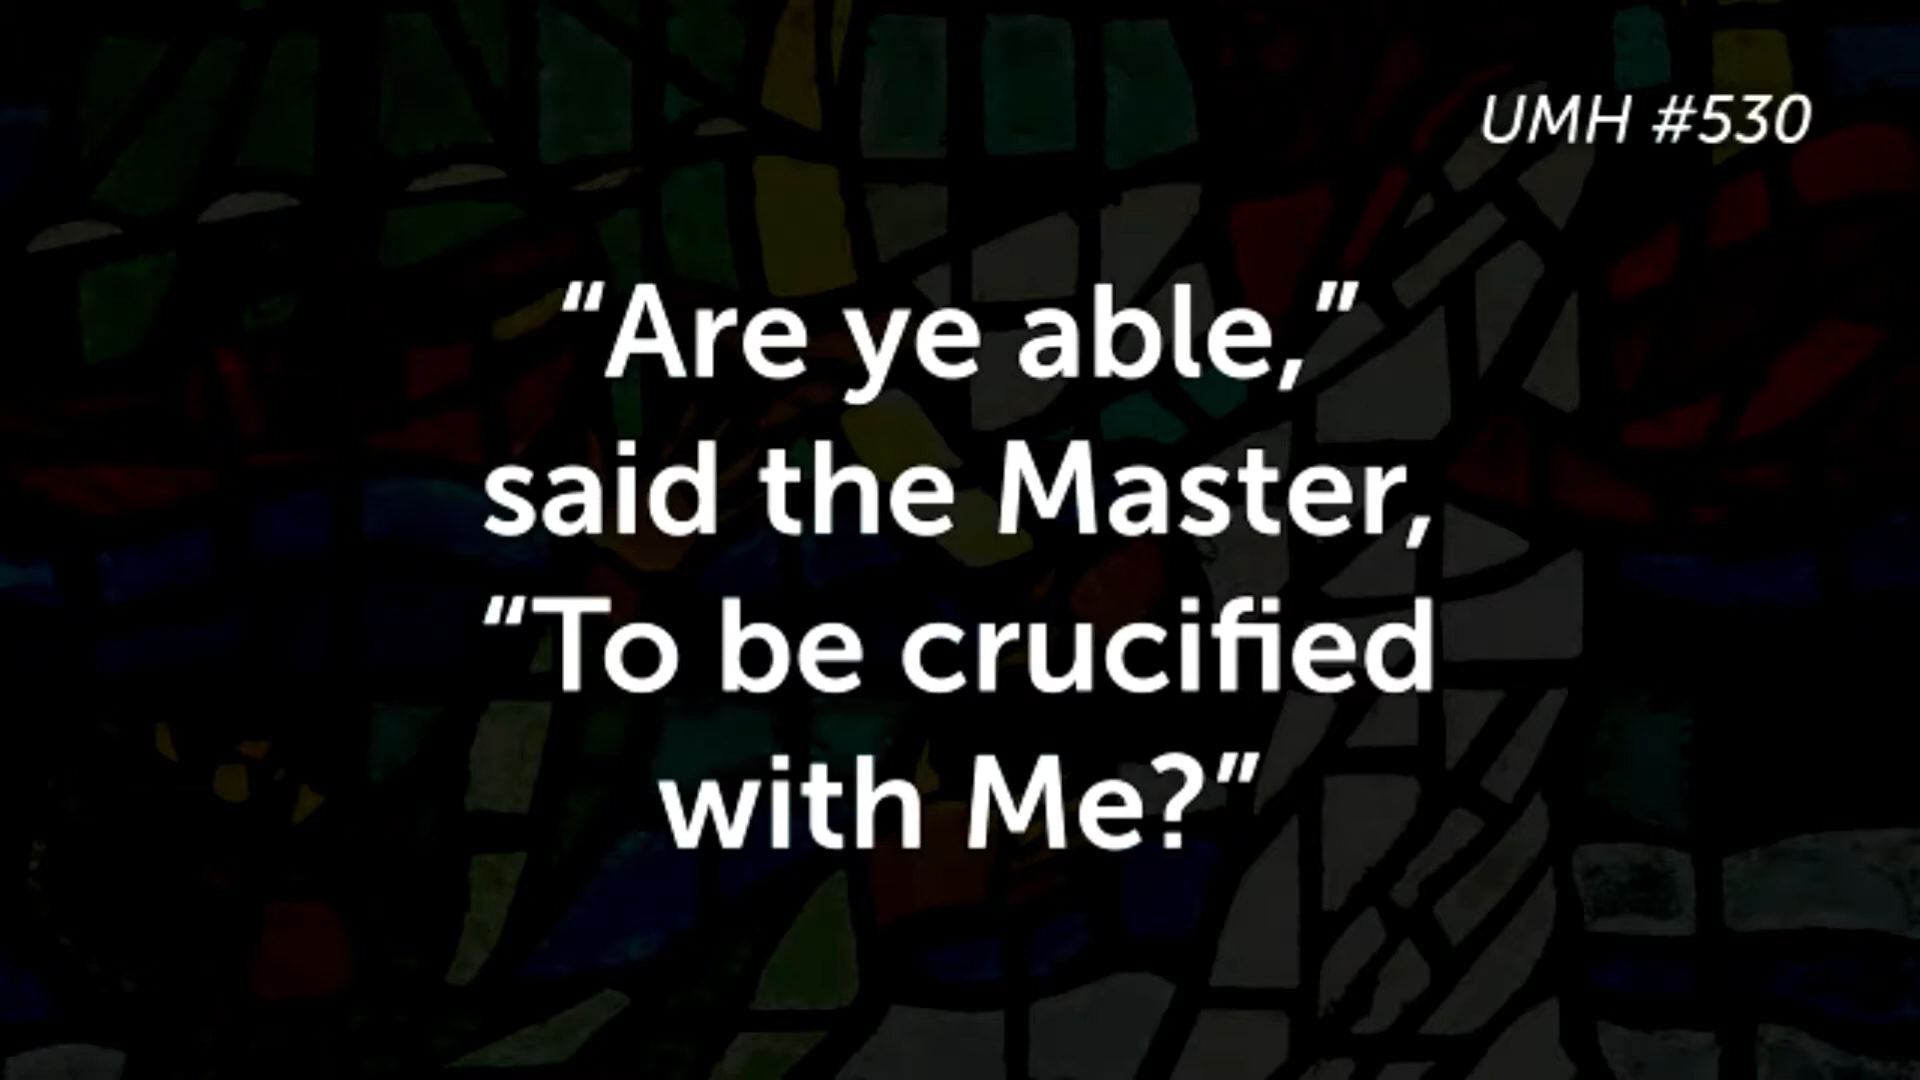 UMH #530
“Are ye able,”
said the Master,
“To be crucified
with Me?”